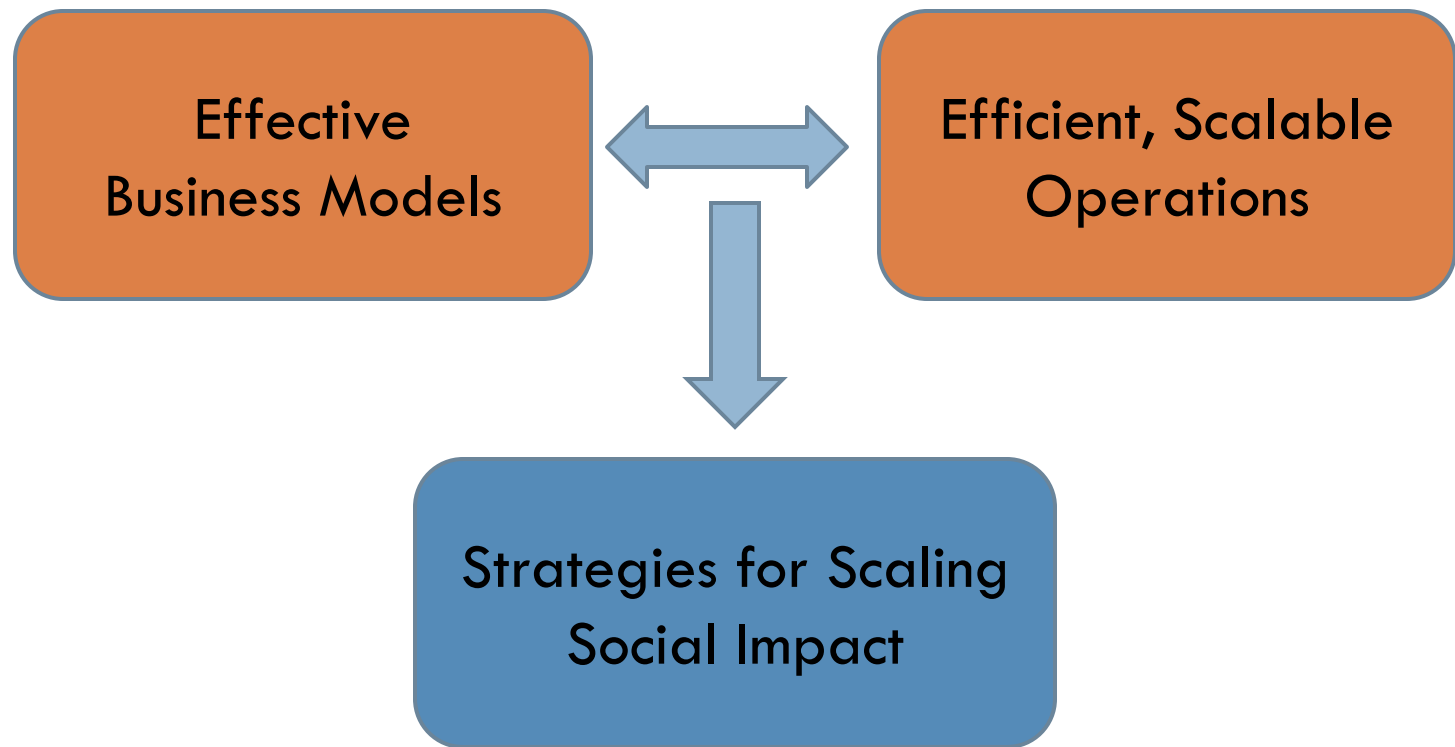 Effective
Business Models
Efficient, Scalable
Operations
Strategies for Scaling
Social Impact